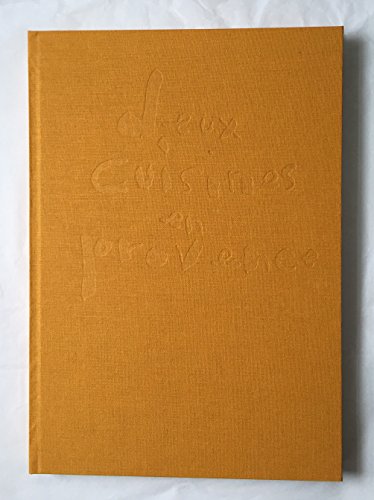 deux
cuisines
en
provence